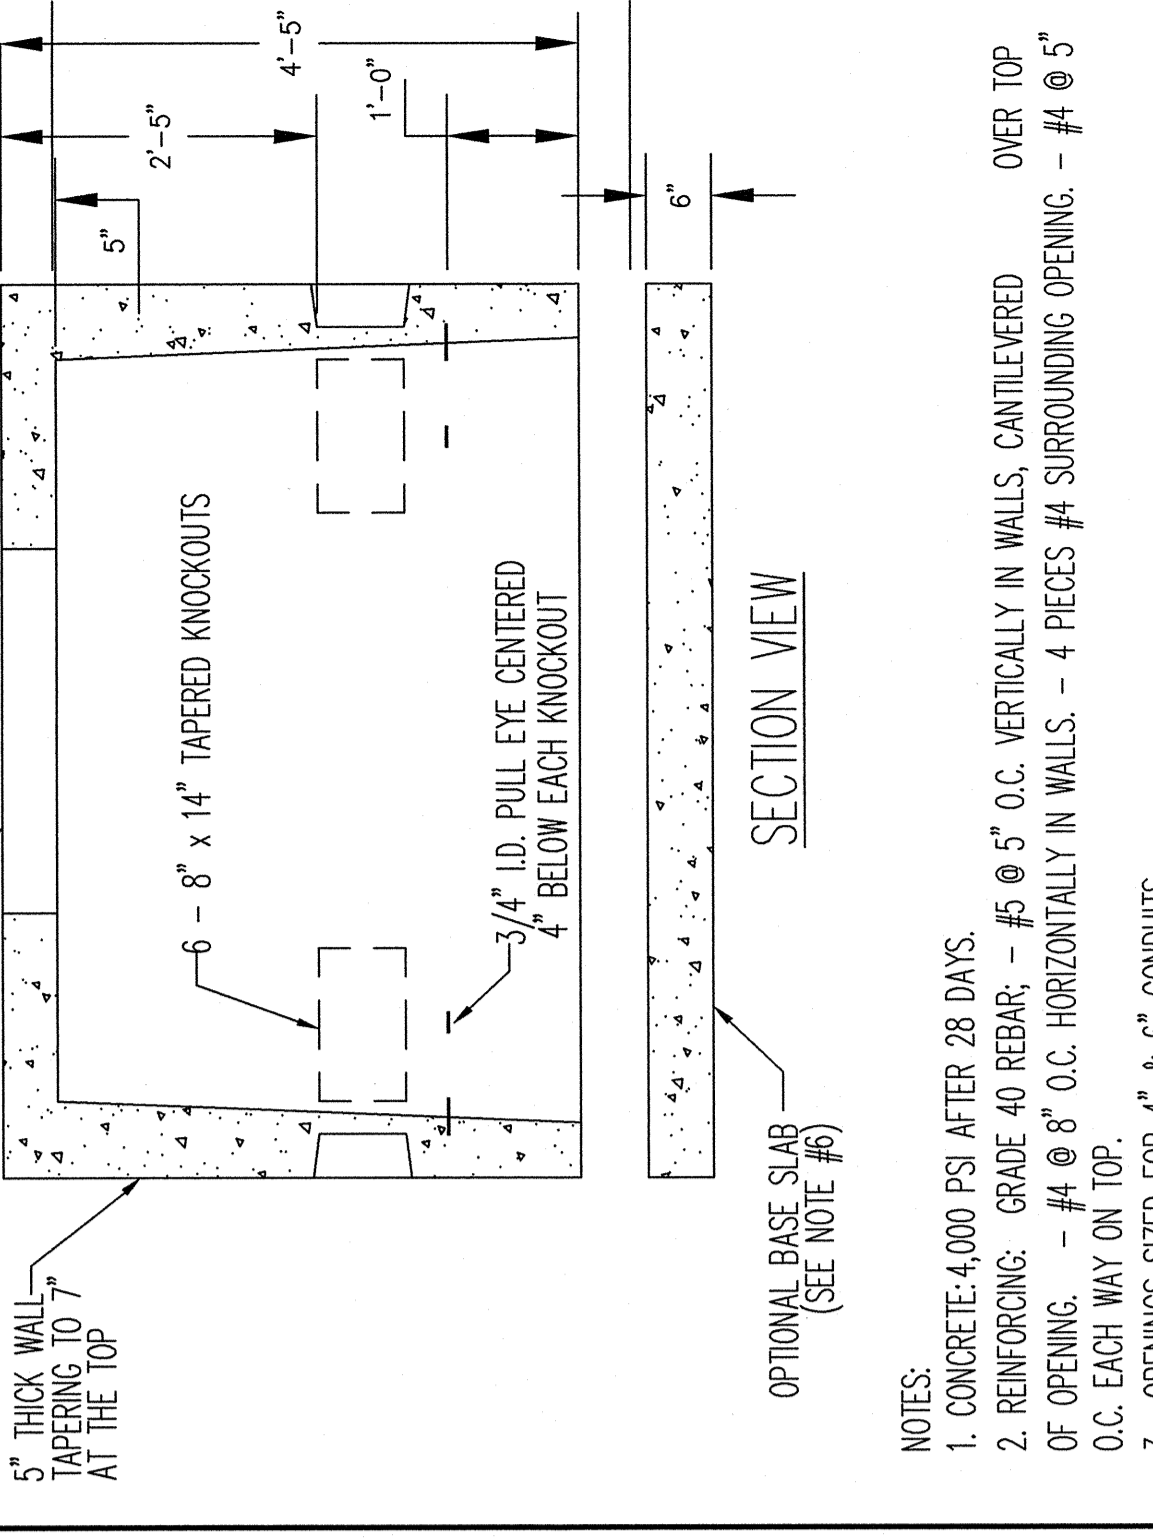 5" THICK WALL
TAPERING TO 7"
AT THE TOP
6 - 8" x 14" TAPERED KNOCKOUTS
3/4" I.D. PULL EYE CENTERED
4" BELOW EACH KNOCKOUT
5"
2'-5"
4'-5"
1'-0"
6"
OPTIONAL BASE SLAB
(SEE NOTE #6)
SECTION VIEW
NOTES:
1. CONCRETE: 4,000 PSI AFTER 28 DAYS.
2. REINFORCING: GRADE 40 REBAR; - #5 @ 5" O.C. VERTICALLY IN WALLS, CANTILEVERED OVER TOP
OF OPENING. - #4 @ 8" O.C. HORIZONTALLY IN WALLS. - 4 PIECES #4 SURROUNDING OPENING. - #4 @ 5"
O.C. EACH WAY ON TOP.